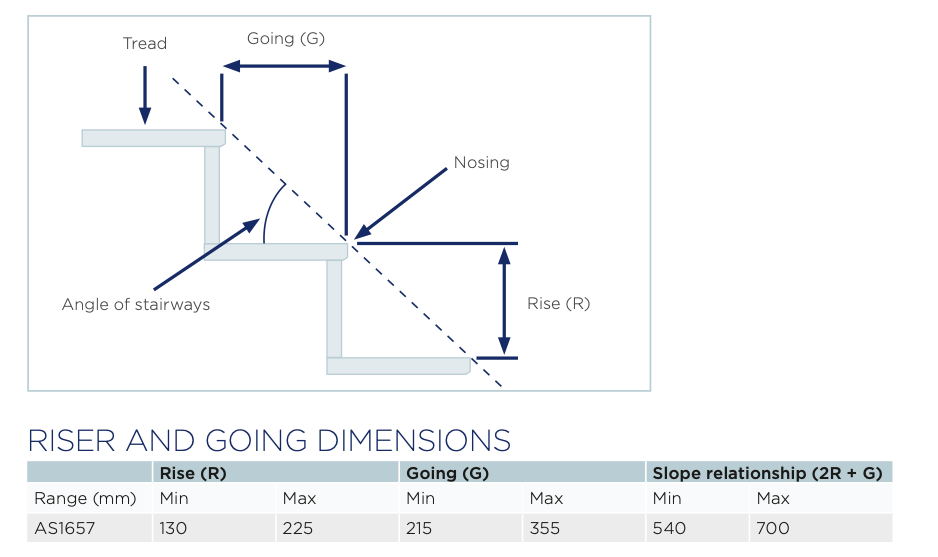 Tread
Going (G)
Nosing
Rise (R)
Angle of stairways
RISER AND GOING DIMENSIONS
Rise (R) Going (G) Slope relationship (2R + G)
Range (mm) Min Max Min Max Min Max
AS1657 130 225 215 355 540 700